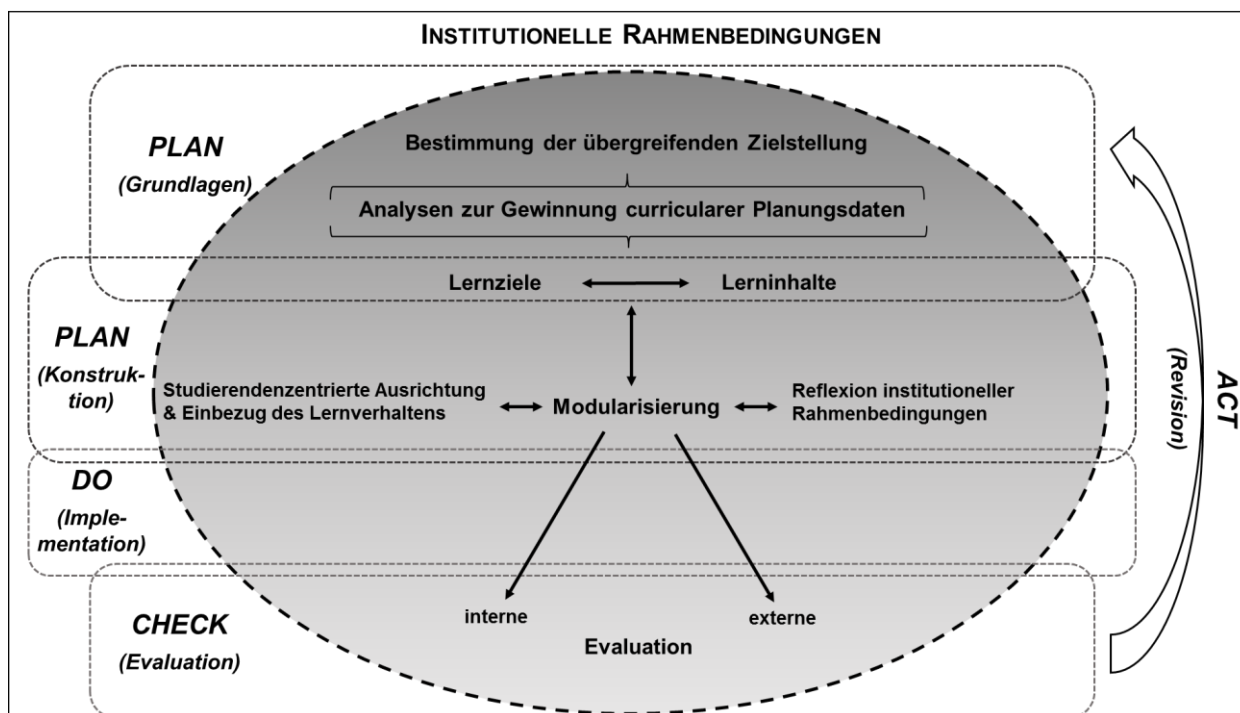 INSTITUTIONELLE RAHMENBEDINGUNGEN
PLAN
(Grundlagen)
Bestimmung der übergreifenden Zielstellung
Analysen zur Gewinnung curricularer Planungsdaten
Lernziele
Lerninhalte
PLAN
(Konstruk-
tion)
Studierendenzentrierte Ausrichtung
& Einbezug des Lernverhaltens
Modularisierung
Reflexion institutioneller
Rahmenbedingungen
DO
(Imple-
mentation)
CHECK
(Evaluation)
interne
externe
Evaluation
ACT
(Revision)